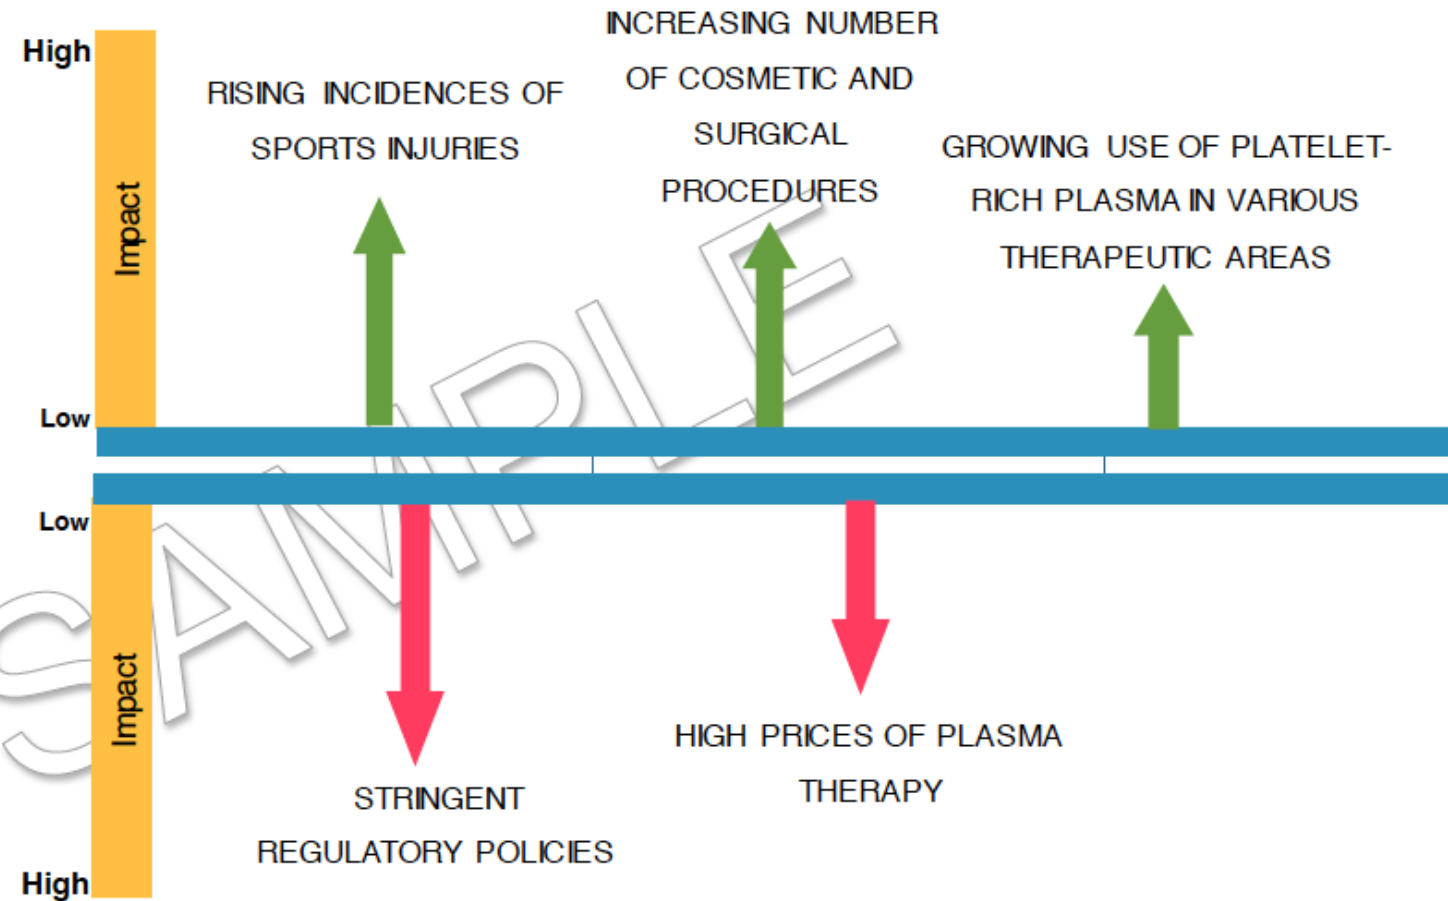 High
Impact
Low
RISING INCIDENCES OF
SPORTS INJURIES
INCREASING NUMBER
OF COSMETIC AND
SURGICAL
PROCEDURES
GROWING USE OF PLATELET-
RICH PLASMA IN VARIOUS
THERAPEUTIC AREAS
SAMPLE
Low
Impact
High
STRINGENT
REGULATORY POLICIES
HIGH PRICES OF PLASMA
THERAPY